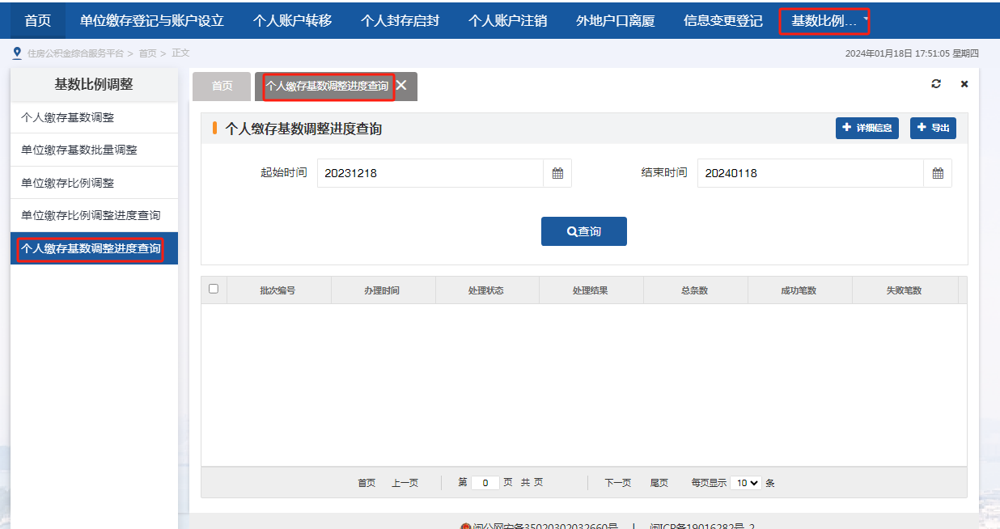 首页 单位缴存登记与账户设立 个人账户转移 个人封存启封 个人账户注销 外地户口离厦 信息变更登记 基数比例...
住房公积金综合服务平台 > 首页 > 正文 2024年01月18日 17:51:05 星期四
基数比例调整
个人缴存基数调整
单位缴存基数批量调整
单位缴存比例调整
单位缴存比例调整进度查询
个人缴存基数调整进度查询
首页 个人缴存基数调整进度查询
个人缴存基数调整进度查询 详细信息 导出
起始时间 20231218 结束时间 20240118
查询
批次编号 办理时间 处理状态 处理结果 总条数 成功笔数 失败笔数
首页 上一页 第 0 页 共 页 下一页 尾页 每页显示 10 条
闽公网安备35020302032660号 | 闽ICP备19016282号-2